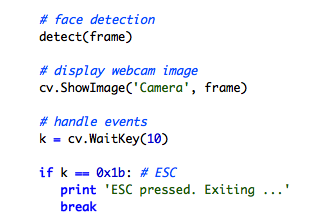 # face detection
detect(frame)
# display webcam image
cv.ShowImage('Camera', frame)
# handle events
k = cv.WaitKey(10)
if k == 0x1b: # ESC
print 'ESC pressed. Exiting ...'
break